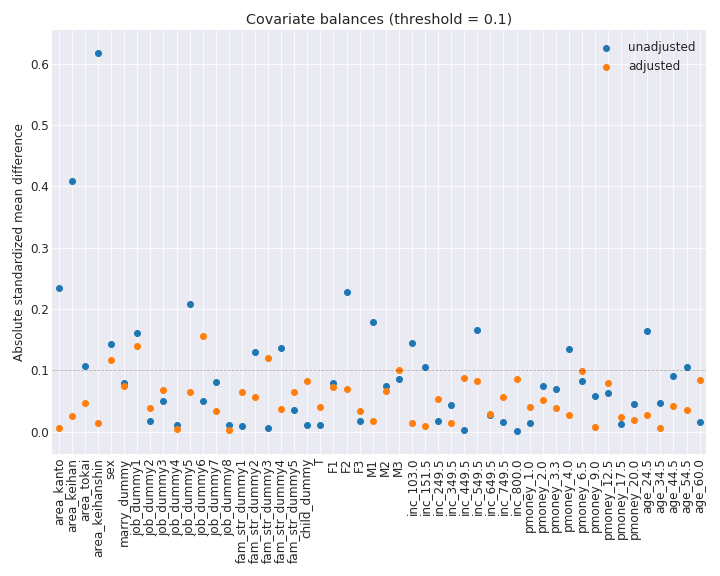 Covariate balances (threshold = 0.1)
unadjusted
adjusted
Absolute standardized mean difference
0.6
0.5
0.4
0.3
0.2
0.1
0.0
area_kanto
area_keihan
area_tokai
area_keihanshin
sex
marry_dummy
job_dummy1
job_dummy2
job_dummy3
job_dummy4
job_dummy5
job_dummy6
job_dummy7
job_dummy8
fam_str_dummy1
fam_str_dummy2
fam_str_dummy3
fam_str_dummy4
fam_str_dummy5
child_dummy
T
F1
F2
F3
M1
M2
M3
inc_103.0
inc_151.5
inc_249.5
inc_349.5
inc_449.5
inc_549.5
inc_649.5
inc_749.5
inc_800.0
pmoney_1.0
pmoney_2.0
pmoney_3.3
pmoney_4.0
pmoney_6.5
pmoney_9.0
pmoney_12.5
pmoney_17.5
pmoney_20.0
age_24.5
age_34.5
age_44.5
age_54.5
age_60.0